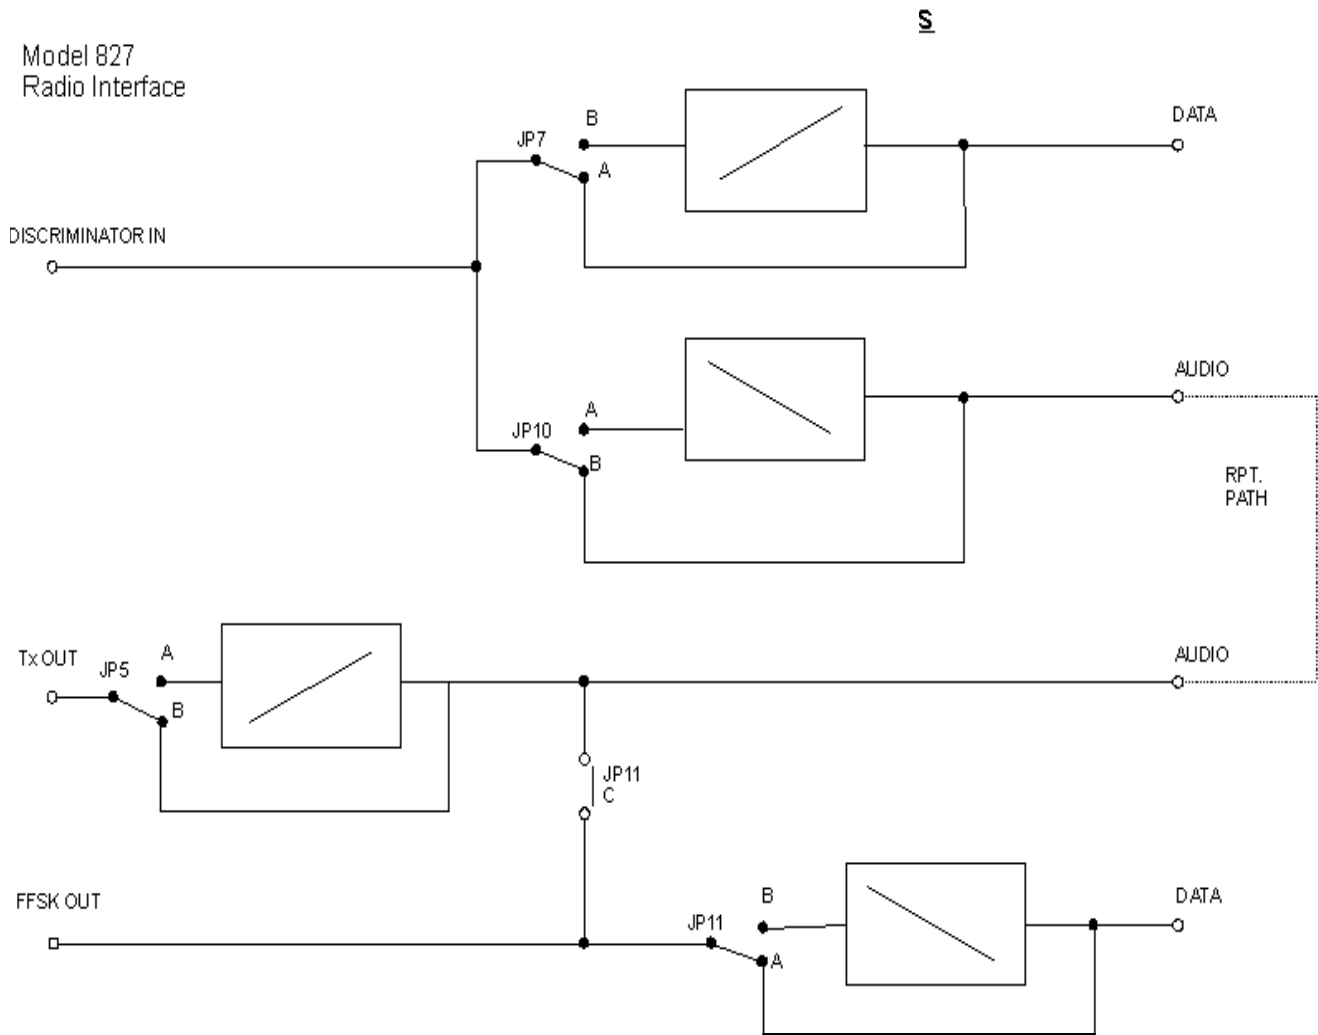 S
Model 827
Radio Interface
B
DATA
JP7
A
DISCRIMINATOR IN
AUDIO
A
JP10
B
RPT.
PATH
Tx OUT
JP5
A
B
AUDIO
JP11
C
FFSK OUT
B
DATA
JP11
A